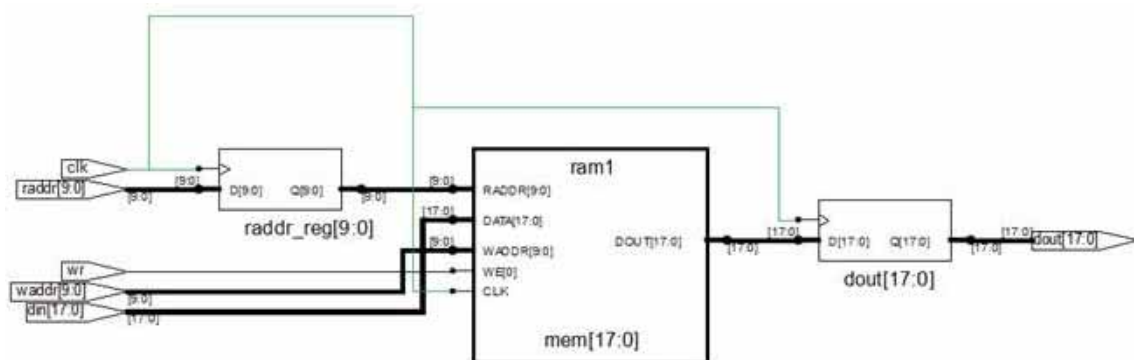 clk
raddr[9:0]
[9:0]
[9:0]
D[9:0]
Q[9:0]
raddr_reg[9:0]
[9:0]
[9:0]
ram1
RADDR[9:0]
[17:0]
DATA[17:0]
[9:0]
WADDR[9:0]
WE[0]
CLK
DOUT[17:0]
mem[17:0]
wr
waddr[9:0]
[9:0]
din[17:0]
[17:0]
[17:0]
[17:0]
D[17:0]
Q[17:0]
dout[17:0]
[17:0]
[17:0]
dout[17:0]